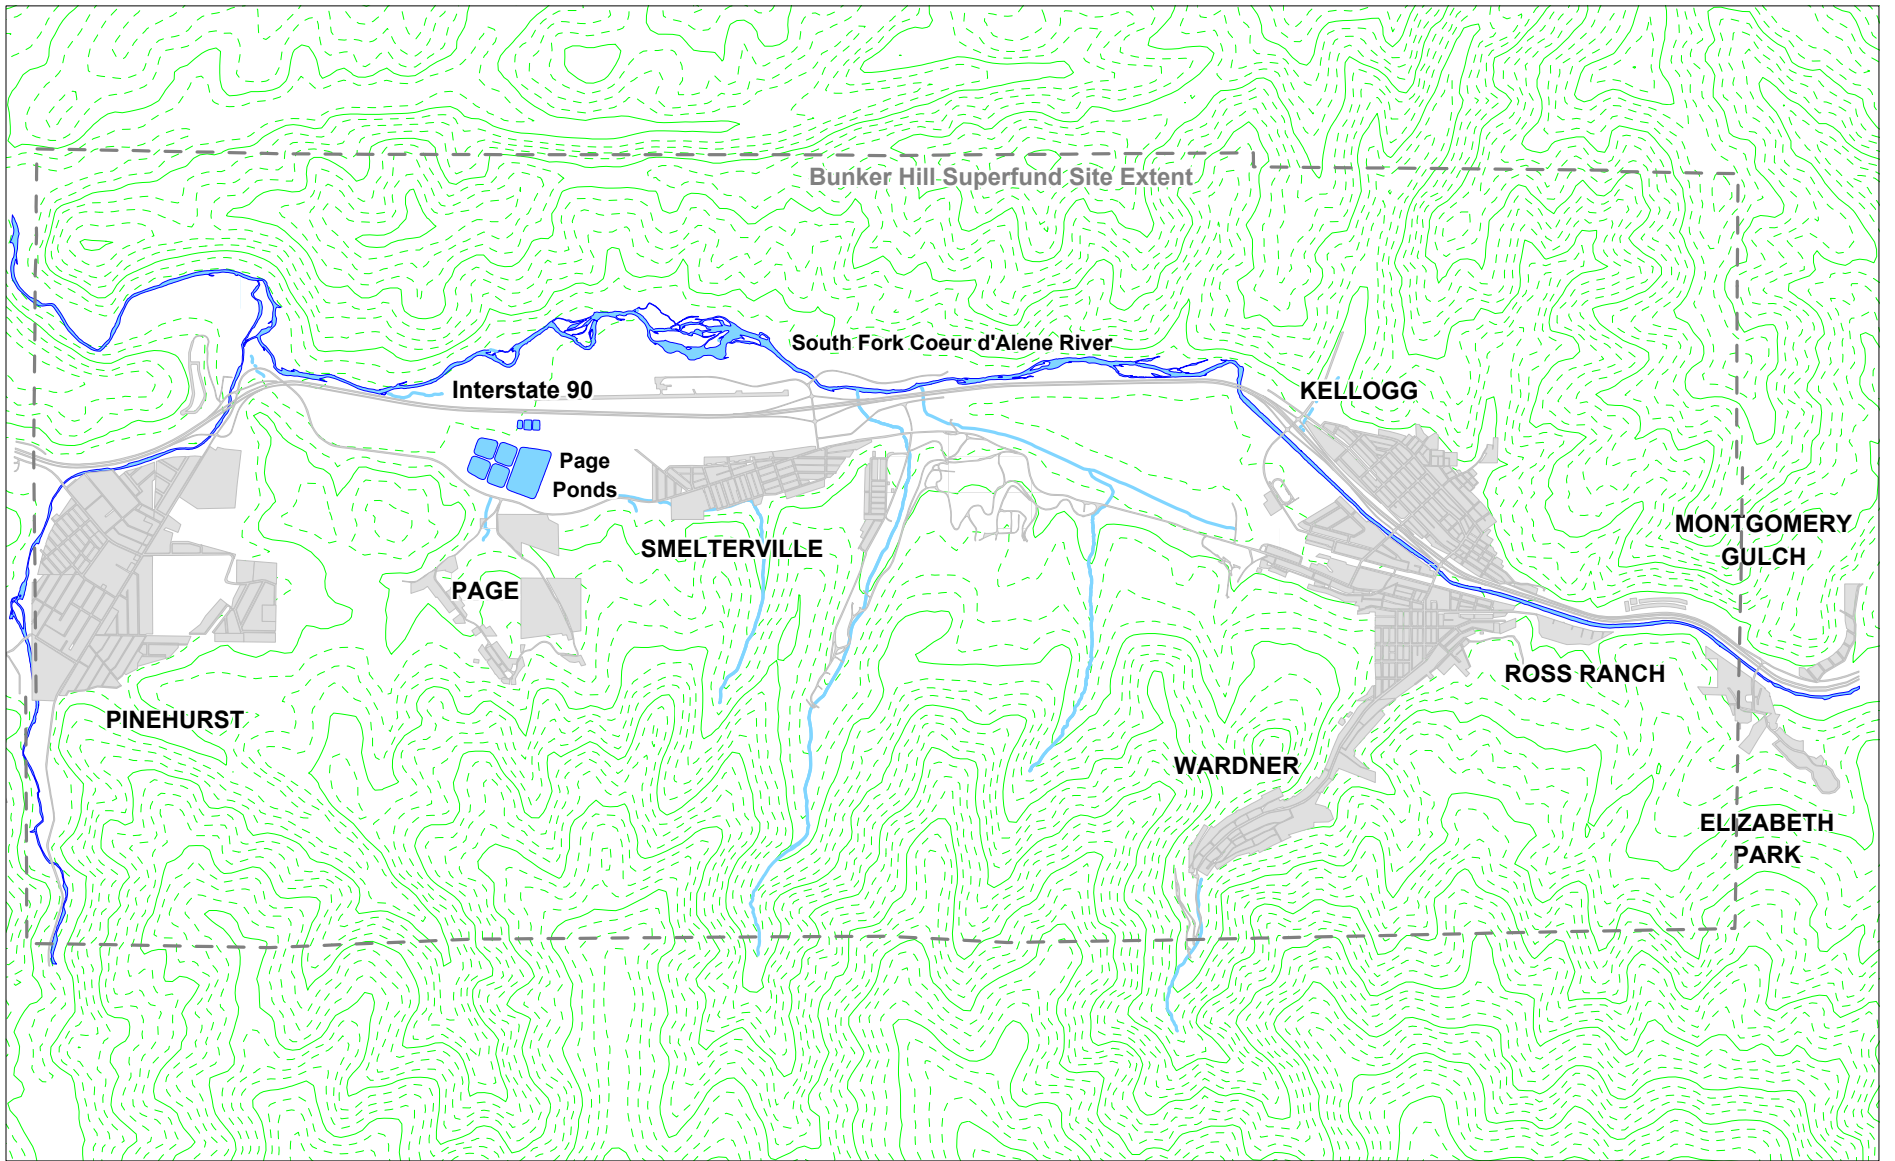 Bunker Hill Superfund Site Extent
South Fork Coeur d'Alene River
Interstate 90
KELLOGG
Page
Ponds
MONTGOMERY
GULCH
SMELTERVILLE
PAGE
ROSS RANCH
PINEHURST
WARDNER
ELIZABETH
PARK